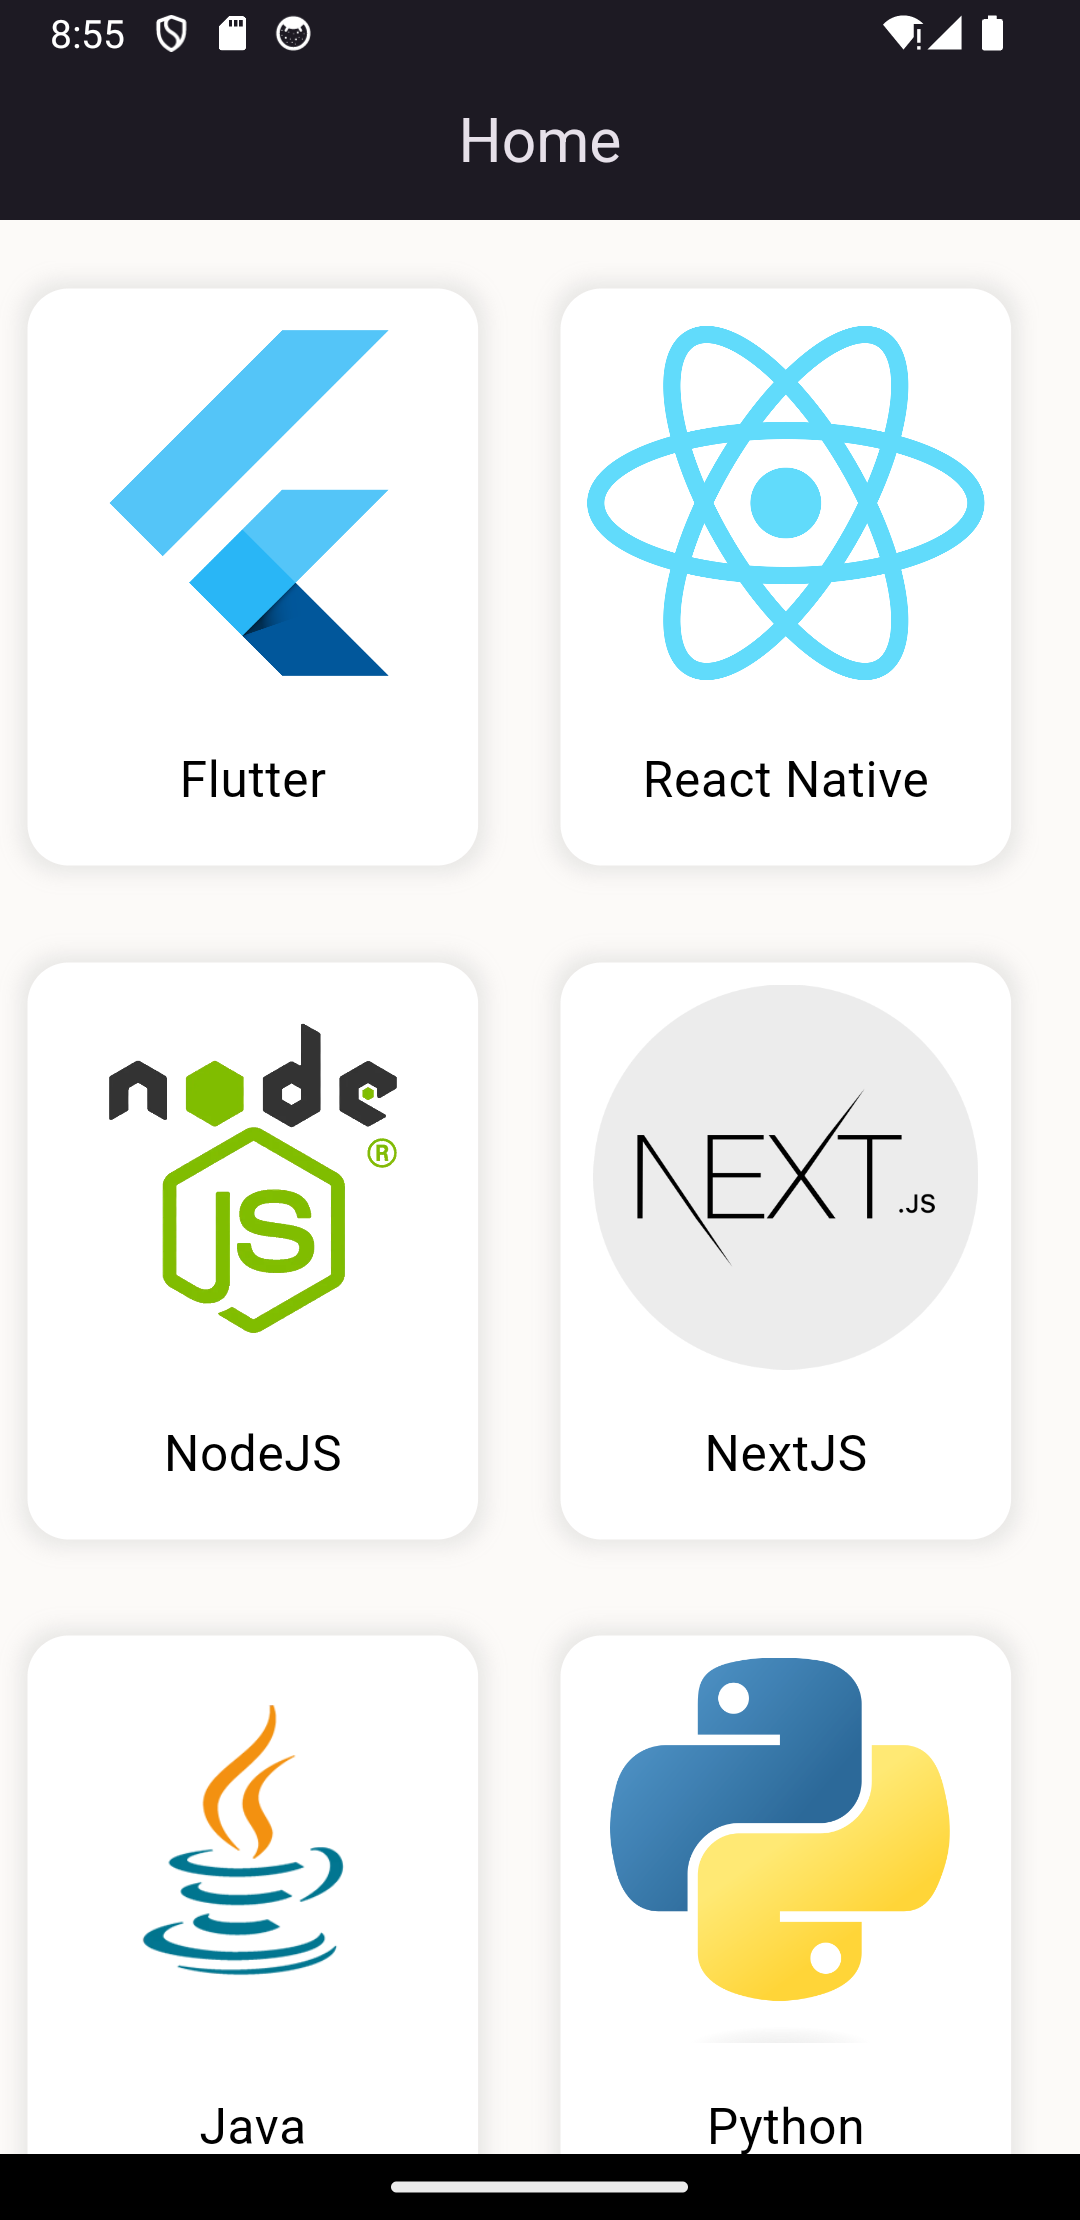 8:55
Home
Flutter
React Native
node
JS
®
NEXT.JS
NodeJS
NextJS
Java
Python